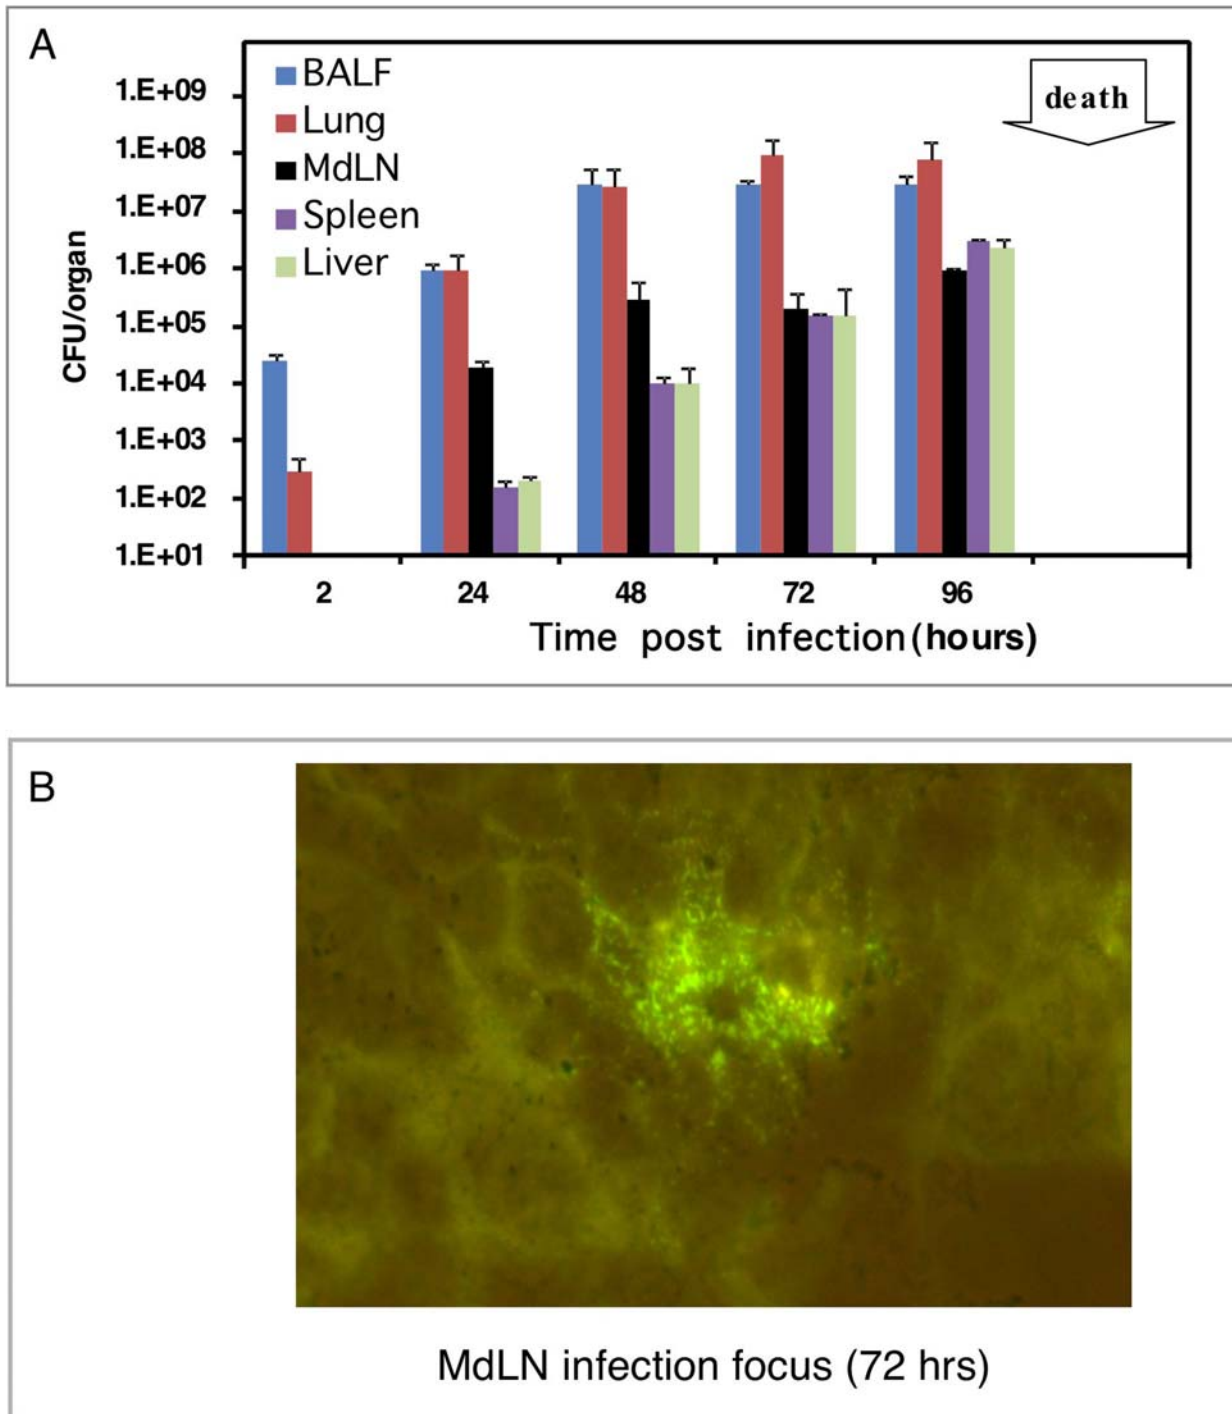 A
BALF
Lung
MdLN
Spleen
Liver
death
1.E+09
1.E+08
1.E+07
1.E+06
1.E+05
1.E+04
1.E+03
1.E+02
1.E+01
CFU/organ
2 24 48 72 96
Time post infection(hours)
B
MdLN infection focus (72 hrs)